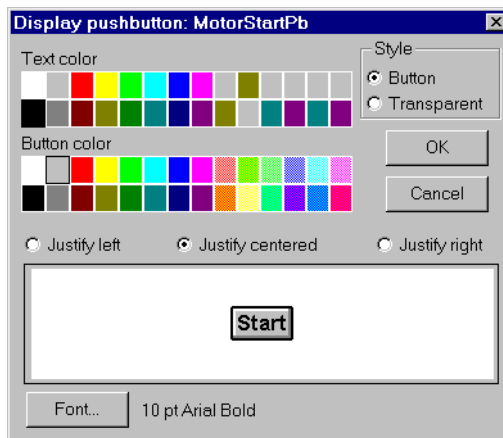 Display pushbutton: MotorStartPb
Text color
Style
Button
Transparent
Button color
OK
Cancel
Justify left
Justify centered
Justify right
Start
Font...
10 pt Arial Bold